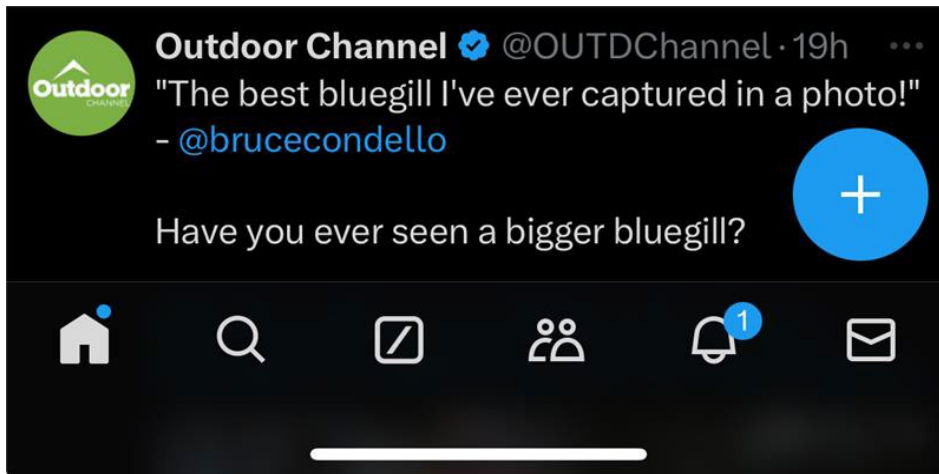 Outdoor Channel @OUTDChannel · 19h ...
Outdoor
CHANNEL
"The best bluegill I've ever captured in a photo!"
- @brucecondello
Have you ever seen a bigger bluegill?
1